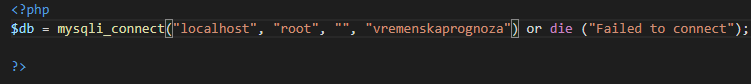 <?php
$db = mysqli_connect("localhost", "root", "", "vremenskaprognoza") or die ("Failed to connect");
?>